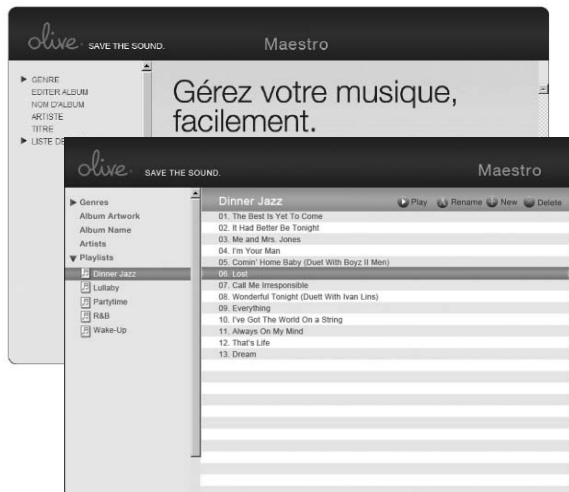 olive SAVE THE SOUND.
Maestro
GENRE
EDITER ALBUM
NOM D'ALBUM
ARTISTE
TITRE
LISTE DE
Gérez votre musique,
facilement.
olive SAVE THE SOUND.
Maestro
Genres
Album Artwork
Album Name
Artists
Playlists
Dinner Jazz
Lullaby
Partytime
R&B
Wake-Up
Dinner Jazz Play Rename New Delete
01. The Best Is Yet To Come
02. It Had Better Be Tonight
03. Me and Mrs. Jones
04. I'm Your Man
05. Comin' Home Baby (Duet With Boyz II Men)
06. Lost
07. Call Me Irresponsible
08. Wonderful Tonight (Duett With Ivan Lins)
09. Everything
10. I've Got The World On a String
11. Always On My Mind
12. That's Life
13. Dream